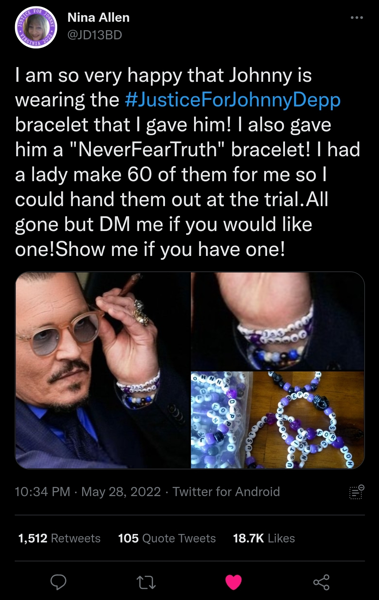 Nina Allen
@JD13BD
I am so very happy that Johnny is
wearing the #JusticeForJohnnyDepp
bracelet that I gave him! I also gave
him a "NeverFearTruth" bracelet! I had
a lady make 60 of them for me so I
could hand them out at the trial.All
gone but DM me if you would like
one!Show me if you have one!
10:34 PM · May 28, 2022 · Twitter for Android
1,512 Retweets 105 Quote Tweets 18.7K Likes